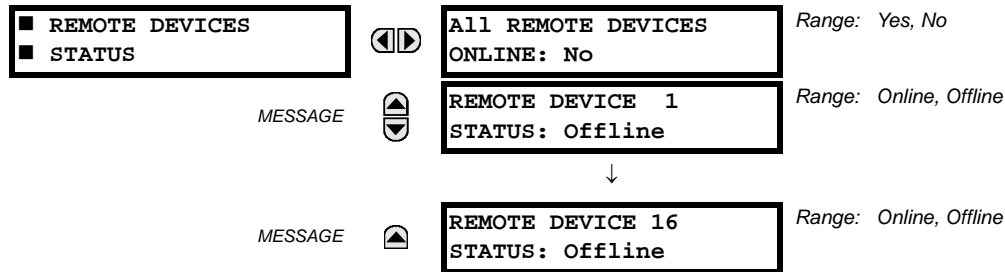 ■ REMOTE DEVICES
■ STATUS
All REMOTE DEVICES
ONLINE: No
Range: Yes, No
MESSAGE
REMOTE DEVICE 1
STATUS: Offline
Range: Online, Offline
↓
MESSAGE
REMOTE DEVICE 16
STATUS: Offline
Range: Online, Offline